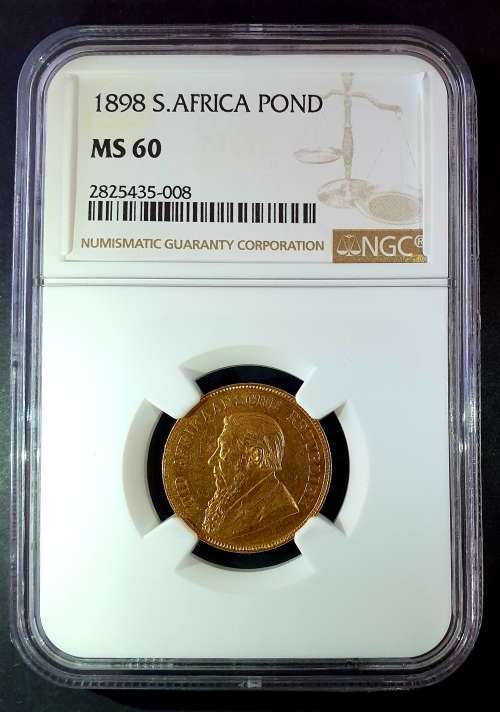 1898 S.AFRICA POND
MS 60
2825435-008
NUMISMATIC GUARANTY CORPORATION
NGC®